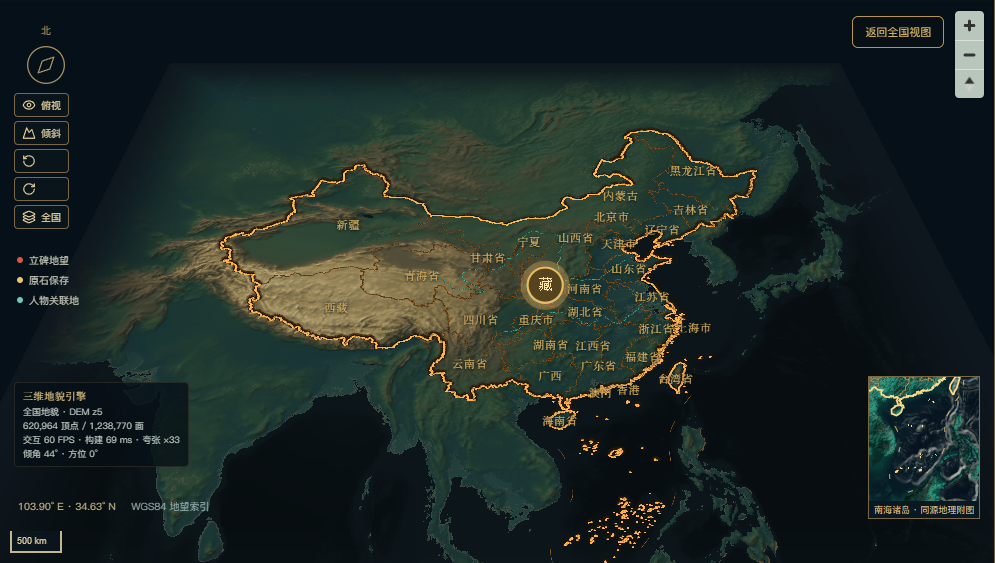 北
返回全国视图
俯视
倾斜
全国
立碑地望
原石保存
人物关联地
黑龙江省
内蒙古
吉林省
北京市
辽宁省
新疆
宁夏
山西省
天津市
甘肃省
山东省
青海省
藏
河南省
江苏省
西藏
四川省
重庆市
湖北省
浙江省
上海市
湖南省
江西省
福建省
云南省
广西
广东省
台湾省
澳门
香港
海南省
三维地貌引擎
全国地貌 · DEM z5
620,964 顶点 / 1,238,770 面
交互 60 FPS · 构建 69 ms · 夸张 ×33
倾角 44° · 方位 0°
103.90° E · 34.63° N WGS84 地望索引
500 km
南海诸岛 · 同源地理附图